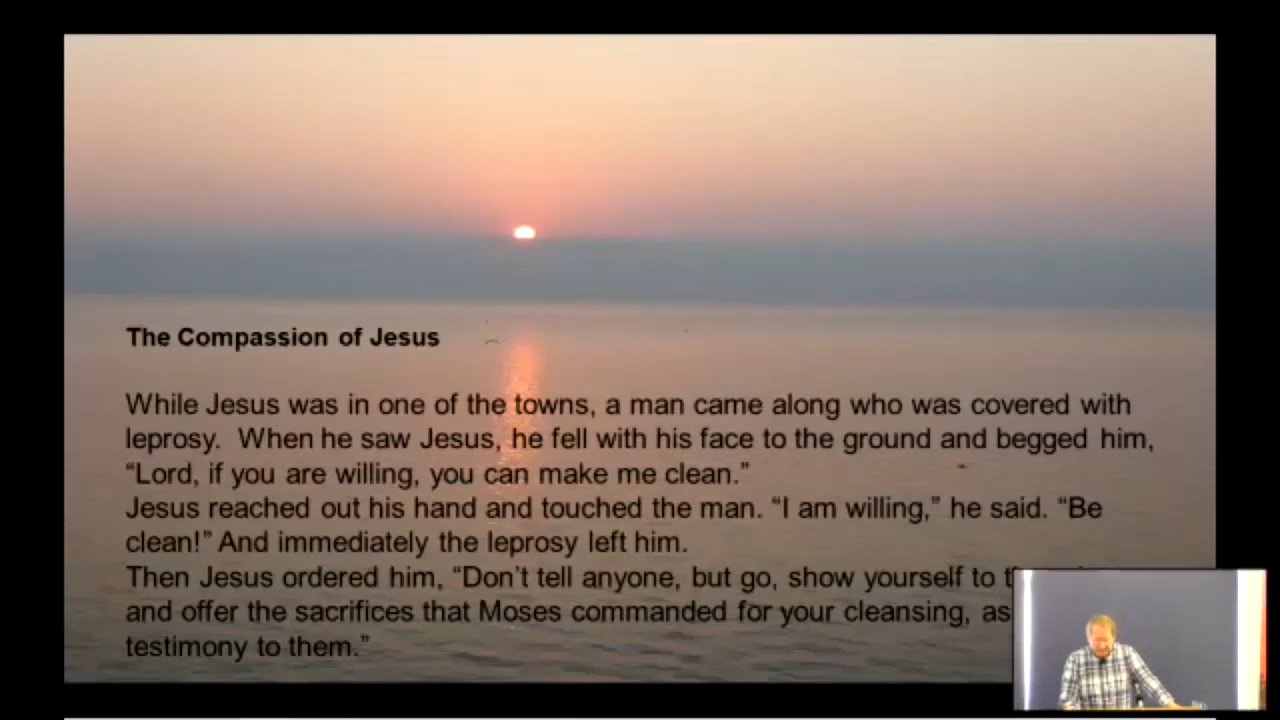 The Compassion of Jesus
While Jesus was in one of the towns, a man came along who was covered with
leprosy.  When he saw Jesus, he fell with his face to the ground and begged him,
“Lord, if you are willing, you can make me clean.”
Jesus reached out his hand and touched the man. “I am willing,” he said. “Be
clean!” And immediately the leprosy left him.
Then Jesus ordered him, “Don’t tell anyone, but go, show yourself to
and offer the sacrifices that Moses commanded for your cleansing, as
testimony to them.”